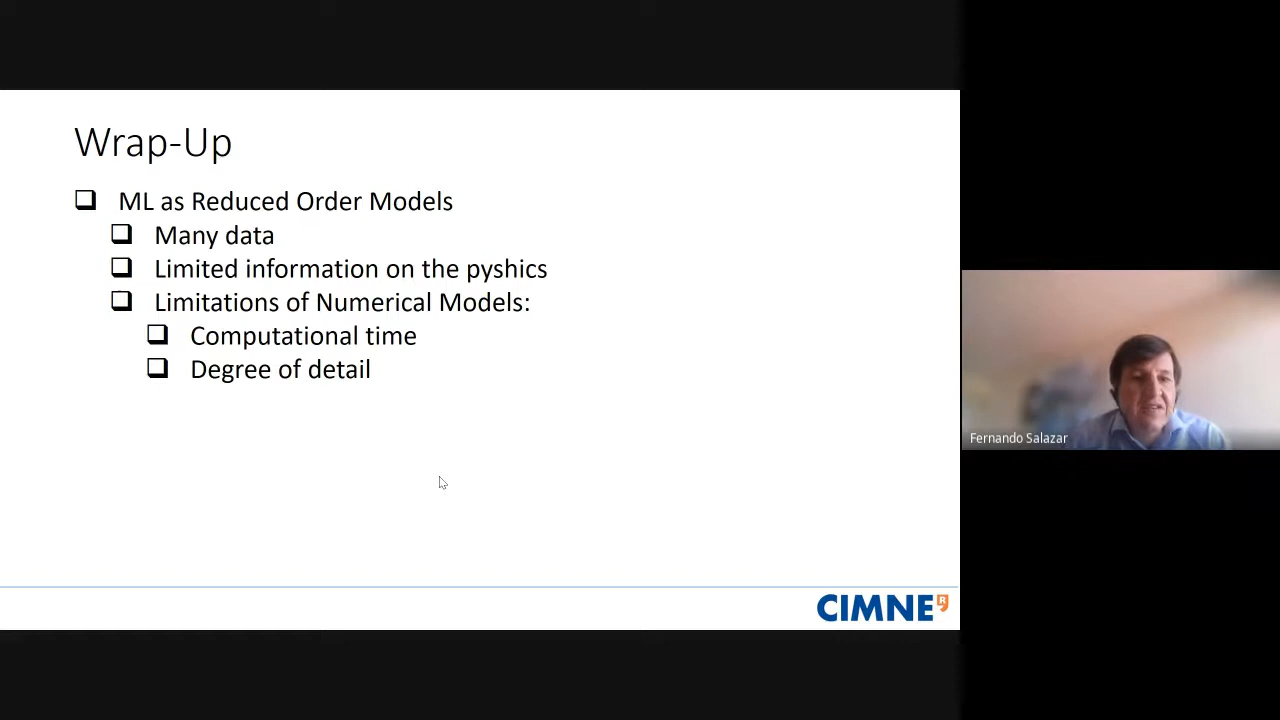 Wrap-Up
❑ ML as Reduced Order Models
❑ Many data
❑ Limited information on the pyshics
❑ Limitations of Numerical Models:
❑ Computational time
❑ Degree of detail
CIMNE R
Fernando Salazar